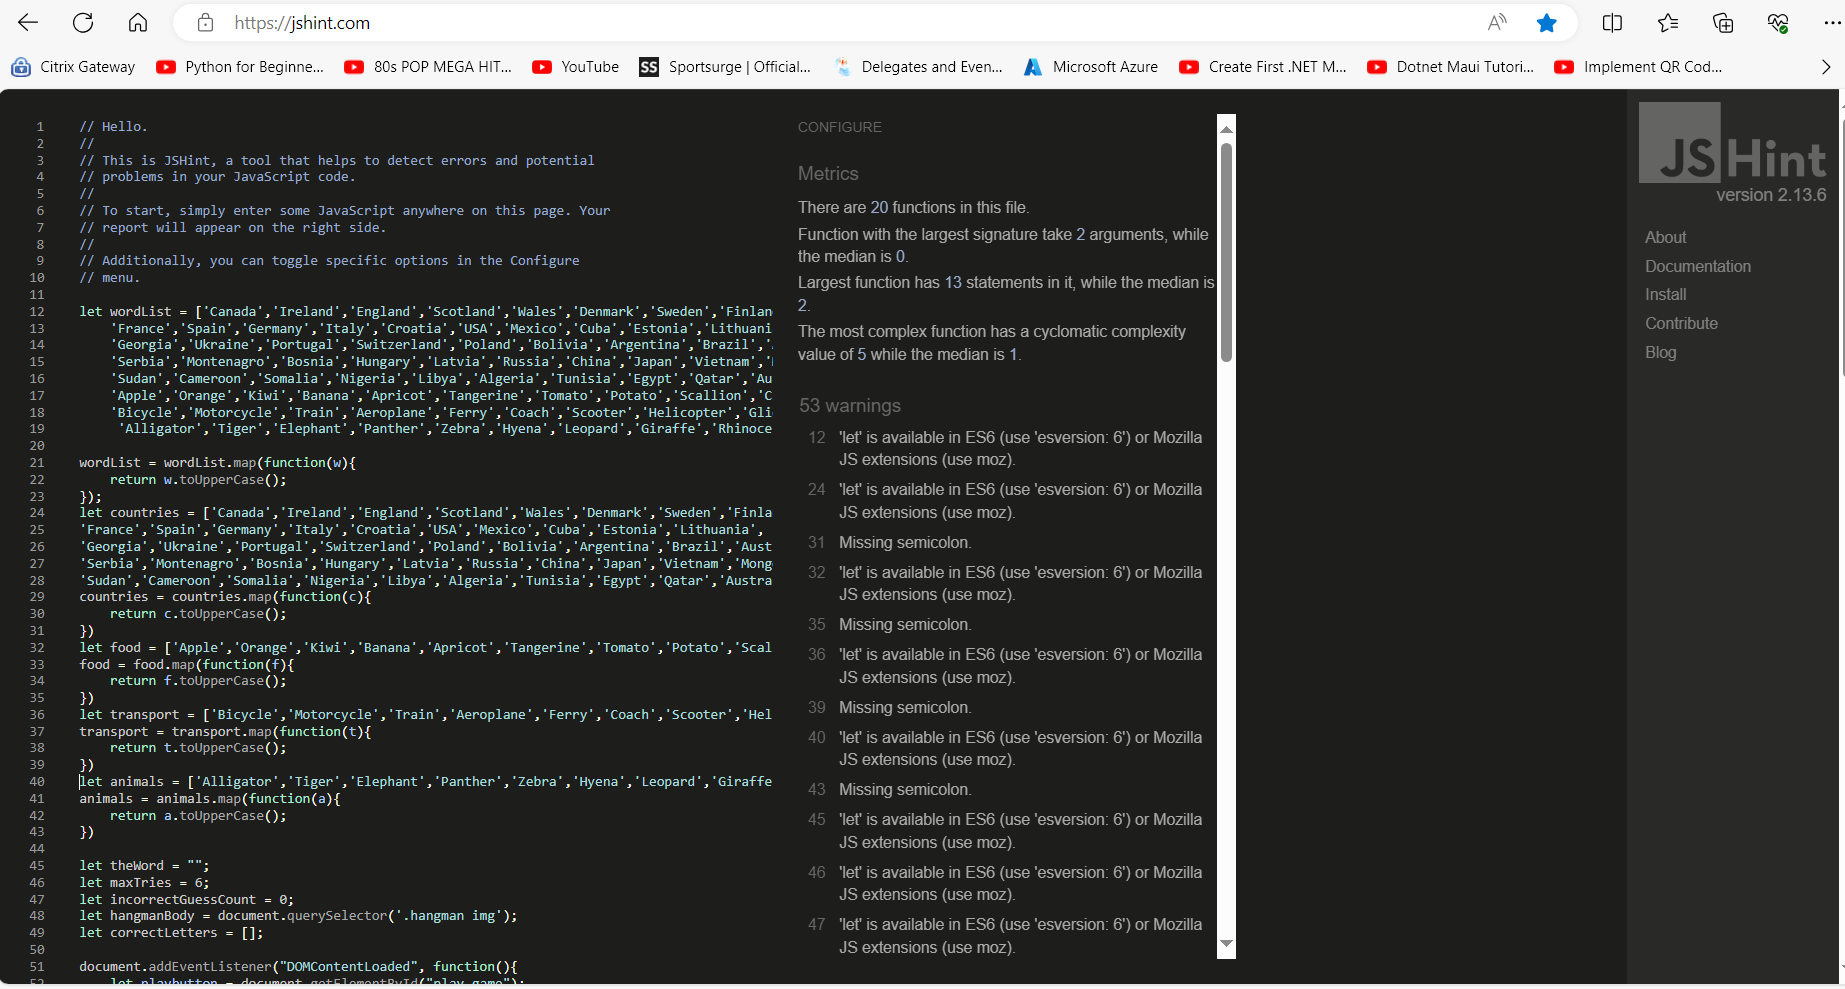 https://jshint.com
Citrix Gateway
Python for Beginne...
80s POP MEGA HIT...
YouTube
SS Sportsurge | Official...
Delegates and Even...
Microsoft Azure
Create First .NET M...
Dotnet Maui Tutori...
Implement QR Cod...
1 // Hello.
2 //
3 // This is JSHint, a tool that helps to detect errors and potential
4 // problems in your JavaScript code.
5 //
6 // To start, simply enter some JavaScript anywhere on this page. Your
7 // report will appear on the right side.
8 //
9 // Additionally, you can toggle specific options in the Configure
10 // menu.
11
12 let wordList = ['Canada','Ireland','England','Scotland','Wales','Denmark','Sweden','Finlan
13 'France','Spain','Germany','Italy','Croatia','USA','Mexico','Cuba','Estonia','Lithuani
14 'Georgia','Ukraine','Portugal','Switzerland','Poland','Bolivia','Argentina','Brazil',
15 'Serbia','Montenagro','Bosnia','Hungary','Latvia','Russia','China','Japan','Vietnam',
16 'Sudan','Cameroon','Somalia','Nigeria','Libya','Algeria','Tunisia','Egypt','Qatar','Au
17 'Apple','Orange','Kiwi','Banana','Apricot','Tangerine','Tomato','Potato','Scallion','C
18 'Bicycle','Motorcycle','Train','Aeroplane','Ferry','Coach','Scooter','Helicopter','Gli
19 'Alligator','Tiger','Elephant','Panther','Zebra','Hyena','Leopard','Giraffe','Rhinoce
20
21 wordList = wordList.map(function(w){
22 return w.toUpperCase();
23 });
24 let countries = ['Canada','Ireland','England','Scotland','Wales','Denmark','Sweden','Finla
25 'France','Spain','Germany','Italy','Croatia','USA','Mexico','Cuba','Estonia','Lithuania',
26 'Georgia','Ukraine','Portugal','Switzerland','Poland','Bolivia','Argentina','Brazil','Aust
27 'Serbia','Montenagro','Bosnia','Hungary','Latvia','Russia','China','Japan','Vietnam','Mong
28 'Sudan','Cameroon','Somalia','Nigeria','Libya','Algeria','Tunisia','Egypt','Qatar','Austra
29 countries = countries.map(function(c){
30 return c.toUpperCase();
31 })
32 let food = ['Apple','Orange','Kiwi','Banana','Apricot','Tangerine','Tomato','Potato','Scal
33 food = food.map(function(f){
34 return f.toUpperCase();
35 })
36 let transport = ['Bicycle','Motorcycle','Train','Aeroplane','Ferry','Coach','Scooter','Hel
37 transport = transport.map(function(t){
38 return t.toUpperCase();
39 })
40 let animals = ['Alligator','Tiger','Elephant','Panther','Zebra','Hyena','Leopard','Giraffe
41 animals = animals.map(function(a){
42 return a.toUpperCase();
43 })
44
45 let theWord = "";
46 let maxTries = 6;
47 let incorrectGuessCount = 0;
48 let hangmanBody = document.querySelector('.hangman img');
49 let correctLetters = [];
50
51 document.addEventListener("DOMContentLoaded", function(){
52 let playbutton = document.getElementById("play-game");
CONFIGURE
Metrics
There are 20 functions in this file.
Function with the largest signature take 2 arguments, while
the median is 0.
Largest function has 13 statements in it, while the median is
2.
The most complex function has a cyclomatic complexity
value of 5 while the median is 1.
53 warnings
12 'let' is available in ES6 (use 'esversion: 6') or Mozilla
JS extensions (use moz).
24 'let' is available in ES6 (use 'esversion: 6') or Mozilla
JS extensions (use moz).
31 Missing semicolon.
32 'let' is available in ES6 (use 'esversion: 6') or Mozilla
JS extensions (use moz).
35 Missing semicolon.
36 'let' is available in ES6 (use 'esversion: 6') or Mozilla
JS extensions (use moz).
39 Missing semicolon.
40 'let' is available in ES6 (use 'esversion: 6') or Mozilla
JS extensions (use moz).
43 Missing semicolon.
45 'let' is available in ES6 (use 'esversion: 6') or Mozilla
JS extensions (use moz).
46 'let' is available in ES6 (use 'esversion: 6') or Mozilla
JS extensions (use moz).
47 'let' is available in ES6 (use 'esversion: 6') or Mozilla
JS extensions (use moz).
JSHint
version 2.13.6
About
Documentation
Install
Contribute
Blog